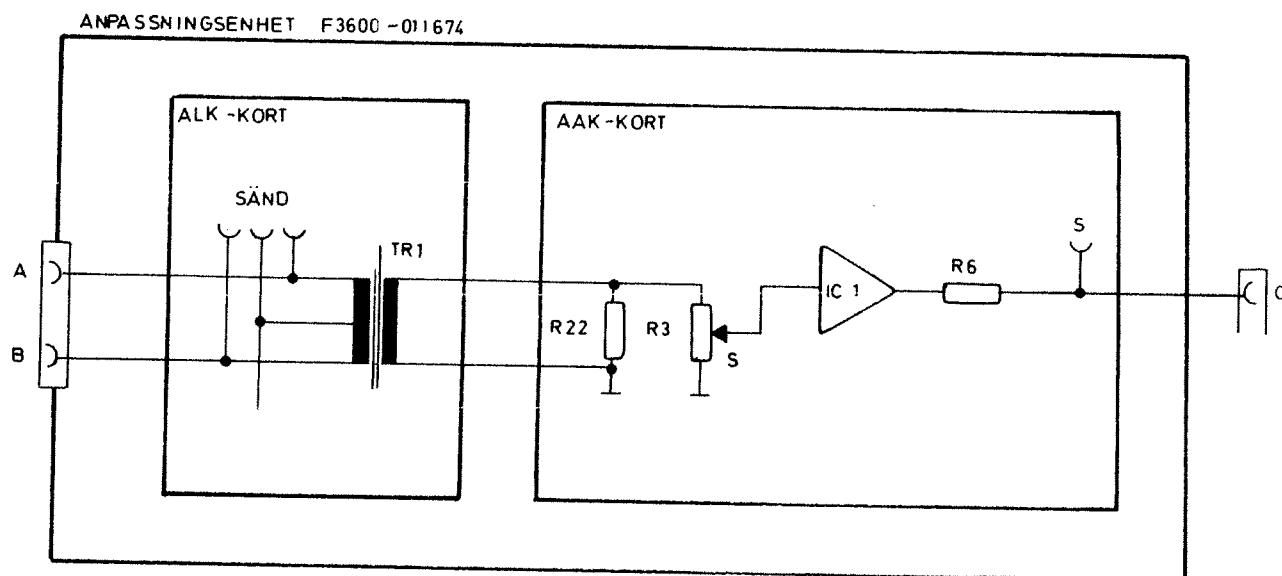 ANPASSNINGSENHET F3600-011674
ALK-KORT
AAK-KORT
SÄND
TR1
S
A
R6
IC 1
R22
R3
S
B